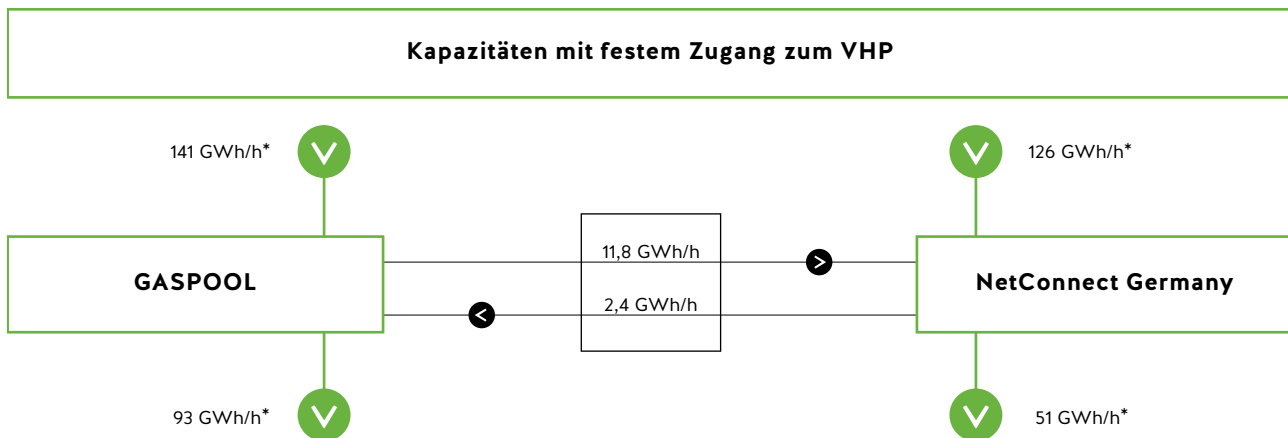 Kapazitäten mit festem Zugang zum VHP
141 GWh/h*
126 GWh/h*
11,8 GWh/h
GASPOOL
NetConnect Germany
2,4 GWh/h
93 GWh/h*
51 GWh/h*